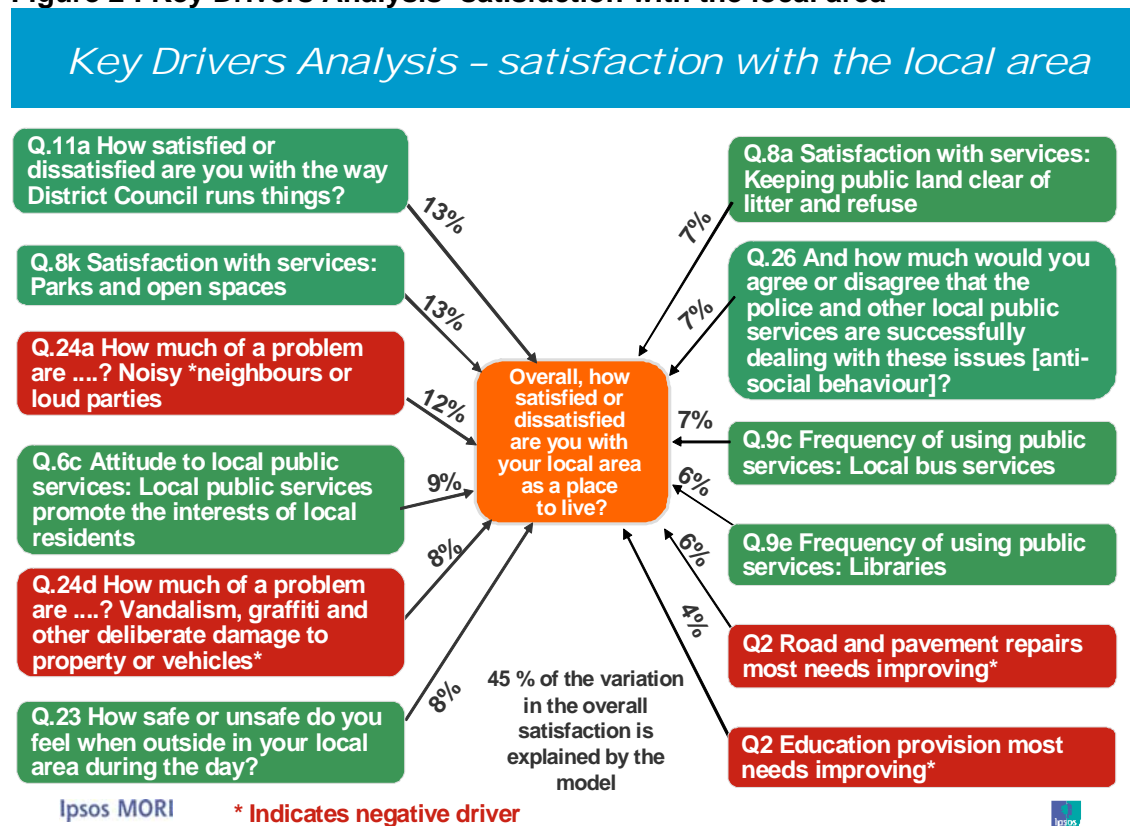 Key Drivers Analysis- satisfaction with the local area
Key Drivers Analysis – satisfaction with the local area
Q.11a How satisfied or
dissatisfied are you with the way
District Council runs things?
13%
Q.8k Satisfaction with services:
Parks and open spaces
13%
Q.24a How much of a problem
are ....? Noisy *neighbours or
loud parties
12%
Q.6c Attitude to local public
services: Local public services
promote the interests of local
residents
9%
Q.24d How much of a problem
are ....? Vandalism, graffiti and
other deliberate damage to
property or vehicles*
8%
Q.23 How safe or unsafe do you
feel when outside in your local
area during the day?
8%
Overall, how
satisfied or
dissatisfied
are you with
your local area
as a place
to live?
45 % of the variation
in the overall
satisfaction is
explained by the
model
Q.8a Satisfaction with services:
Keeping public land clear of
litter and refuse
7%
Q.26 And how much would you
agree or disagree that the
police and other local public
services are successfully
dealing with these issues [anti-
social behaviour]?
7%
Q.9c Frequency of using public
services: Local bus services
7%
Q.9e Frequency of using public
services: Libraries
6%
Q2 Road and pavement repairs
most needs improving*
6%
Q2 Education provision most
needs improving*
4%
Ipsos MORI
* Indicates negative driver
Ipsos